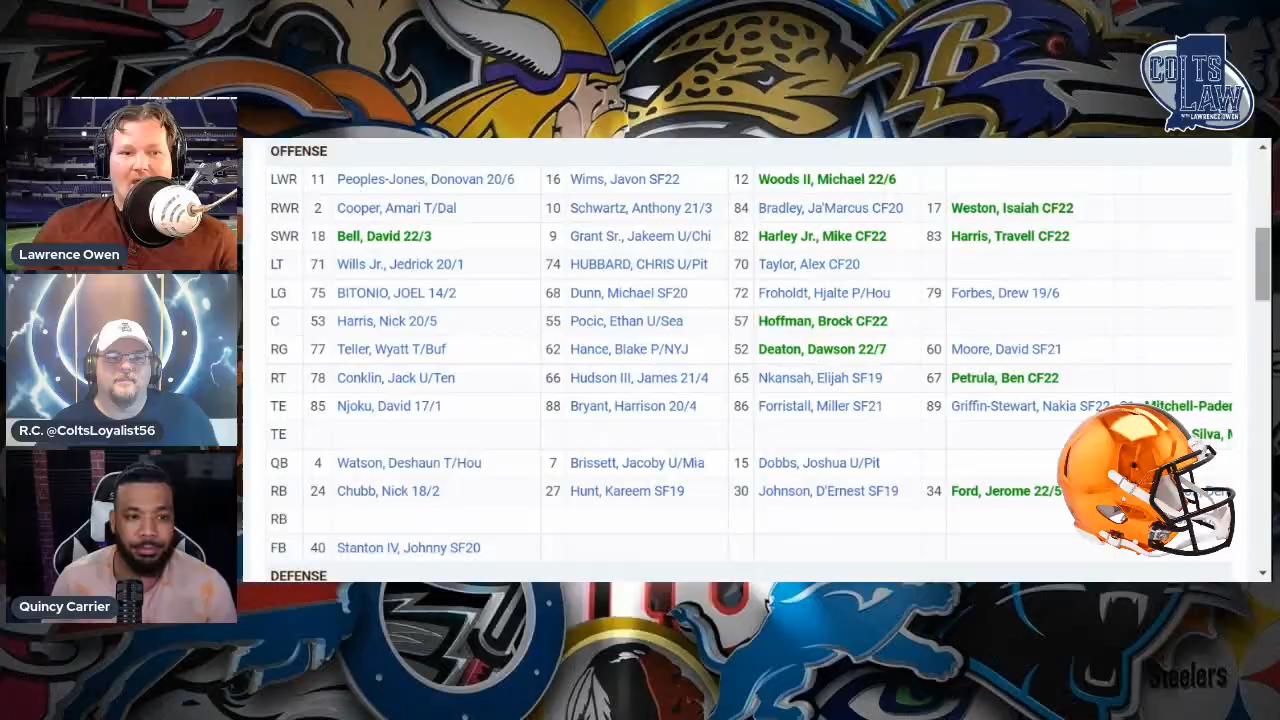 COLTS
LAW
WITH LAWRENCE OWEN
OFFENSE
LWR 11 Peoples-Jones, Donovan 20/6 16 Wims, Javon SF22 12 Woods II, Michael 22/6
RWR 2 Cooper, Amari T/Dal 10 Schwartz, Anthony 21/3 84 Bradley, Ja'Marcus CF20 17 Weston, Isaiah CF22
SWR 18 Bell, David 22/3 9 Grant Sr., Jakeem U/Chi 82 Harley Jr., Mike CF22 83 Harris, Travell CF22
LT 71 Wills Jr., Jedrick 20/1 74 HUBBARD, CHRIS U/Pit 70 Taylor, Alex CF20
LG 75 BITONIO, JOEL 14/2 68 Dunn, Michael SF20 72 Froholdt, Hjalte P/Hou 79 Forbes, Drew 19/6
C 53 Harris, Nick 20/5 55 Pocic, Ethan U/Sea 57 Hoffman, Brock CF22
RG 77 Teller, Wyatt T/Buf 62 Hance, Blake P/NYJ 52 Deaton, Dawson 22/7 60 Moore, David SF21
RT 78 Conklin, Jack U/Ten 66 Hudson III, James 21/4 65 Nkansah, Elijah SF19 67 Petrula, Ben CF22
TE 85 Njoku, David 17/1 88 Bryant, Harrison 20/4 86 Forristall, Miller SF21 89 Griffin-Stewart, Nakia SF22 Mitchell-Paden
TE Silva, M
QB 4 Watson, Deshaun T/Hou 7 Brissett, Jacoby U/Mia 15 Dobbs, Joshua U/Pit
RB 24 Chubb, Nick 18/2 27 Hunt, Kareem SF19 30 Johnson, D'Ernest SF19 34 Ford, Jerome 22/5
RB
FB 40 Stanton IV, Johnny SF20
DEFENSE
Lawrence Owen
R.C. @ColtsLoyalist56
Quincy Carrier
Steelers